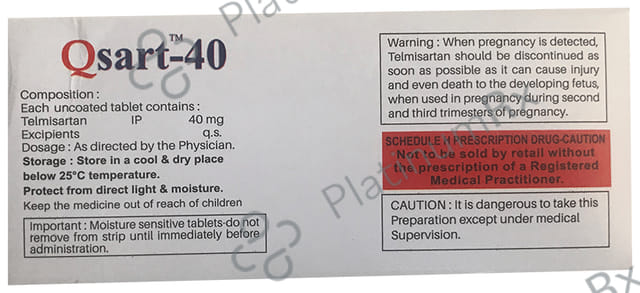 Qsart-40™
Composition :
Each uncoated tablet contains :
Telmisartan IP 40 mg
Excipients q.s.
Dosage : As directed by the Physician.
Storage : Store in a cool & dry place
below 25°C temperature.
Protect from direct light & moisture.
Keep the medicine out of reach of children
Important : Moisture sensitive tablets-do not
remove from strip until immediately before
administration.
Warning : When pregnancy is detected,
Telmisartan should be discontinued as
soon as possible as it can cause injury
and even death to the developing fetus,
when used in pregnancy during second
and third trimesters of pregnancy.
SCHEDULE H PRESCRIPTION DRUG-CAUTION
Not to be sold by retail without
the prescription of a Registered
Medical Practitioner.
CAUTION : It is dangerous to take this
Preparation except under medical
Supervision.
PlatinumRx
Plati
Rx